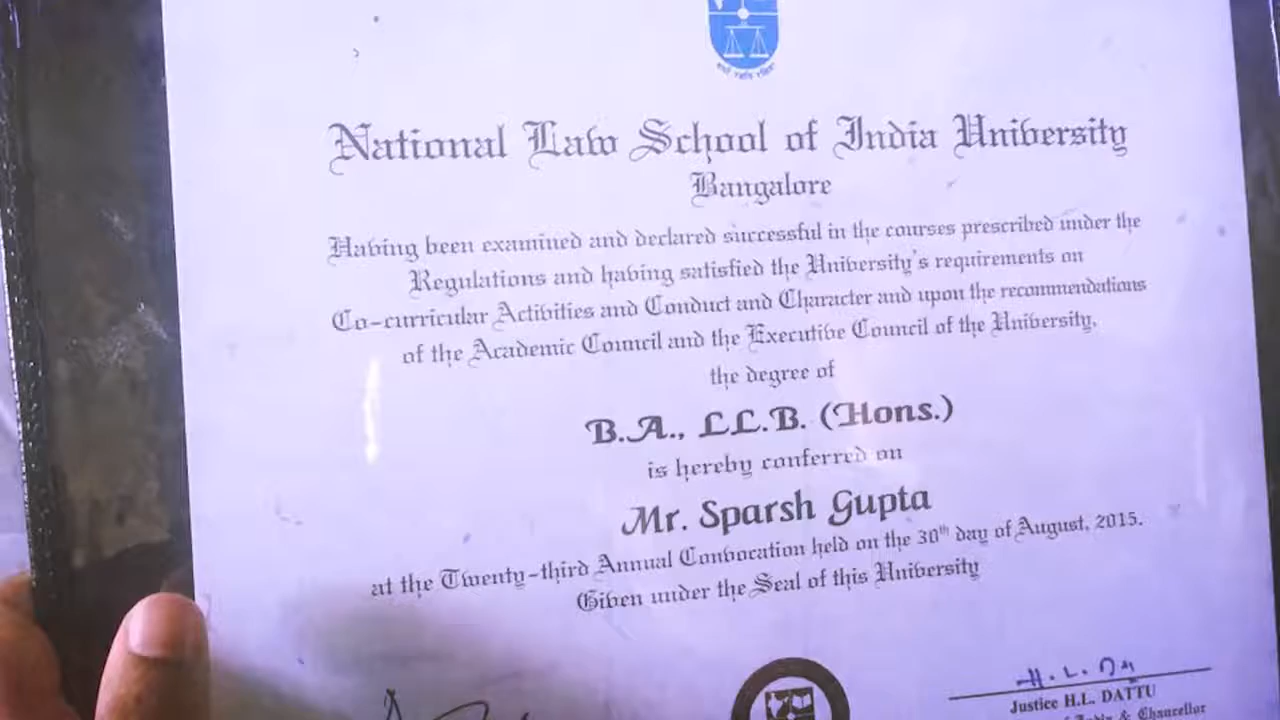 National Law School of India University
Bangalore
Having been examined and declared successful in the courses prescribed under the
Regulations and having satisfied the University's requirements on
Co-curricular Activities and Conduct and Character and upon the recommendations
of the Academic Council and the Executive Council of the University,
the degree of
B.A., LL.B. (Hons.)
is hereby conferred on
Mr. Sparsh Gupta
at the Twenty-third Annual Convocation held on the 30th day of August, 2015.
Given under the Seal of this University
Justice H.L. DATTU
of India & Chancellor